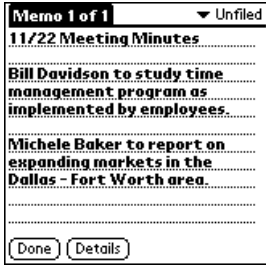 Memo 1 of 1
Unfiled
11/22 Meeting Minutes
Bill Davidson to study time
management program as
implemented by employees.
Michele Baker to report on
expanding markets in the
Dallas - Fort Worth area.
Done
Details